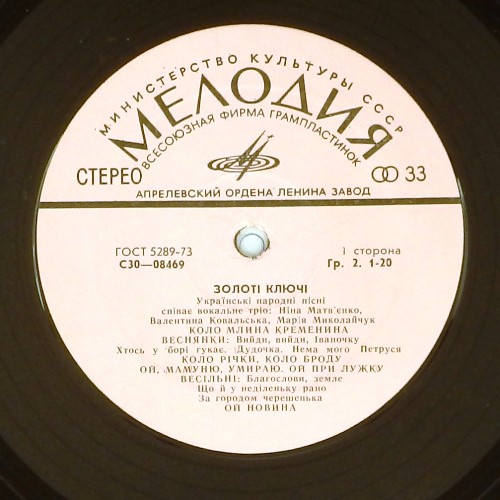 МИНИСТЕРСТВО КУЛЬТУРЫ СССР
МЕЛОДИЯ
ВСЕСОЮЗНАЯ ФИРМА ГРАМПЛАСТИНОК
СТЕРЕО
33
АПРЕЛЕВСКИЙ ОРДЕНА ЛЕНИНА ЗАВОД
ГОСТ 5289-73
С30—08469
і сторона
Гр. 2. 1-20
ЗОЛОТІ КЛЮЧІ
Українські народні пісні
співає вокальне тріо: Ніна Матв'єнко,
Валентина Ковальська, Марія Миколайчук
КОЛО МЛИНА КРЕМЕНИНА
ВЕСНЯНКИ: Вийди, вийди, Іваночку
Хтось у борі гукає. Дудочка. Нема мого Петруся
КОЛО РІЧКИ, КОЛО БРОДУ
ОЙ, МАМУНЮ, УМИРАЮ. ОЙ ПРИ ЛУЖКУ
ВЕСІЛЬНІ: Благослови, демле
Що й у неділеньку рано
За городом черешенька
ОЙ НОВИНА